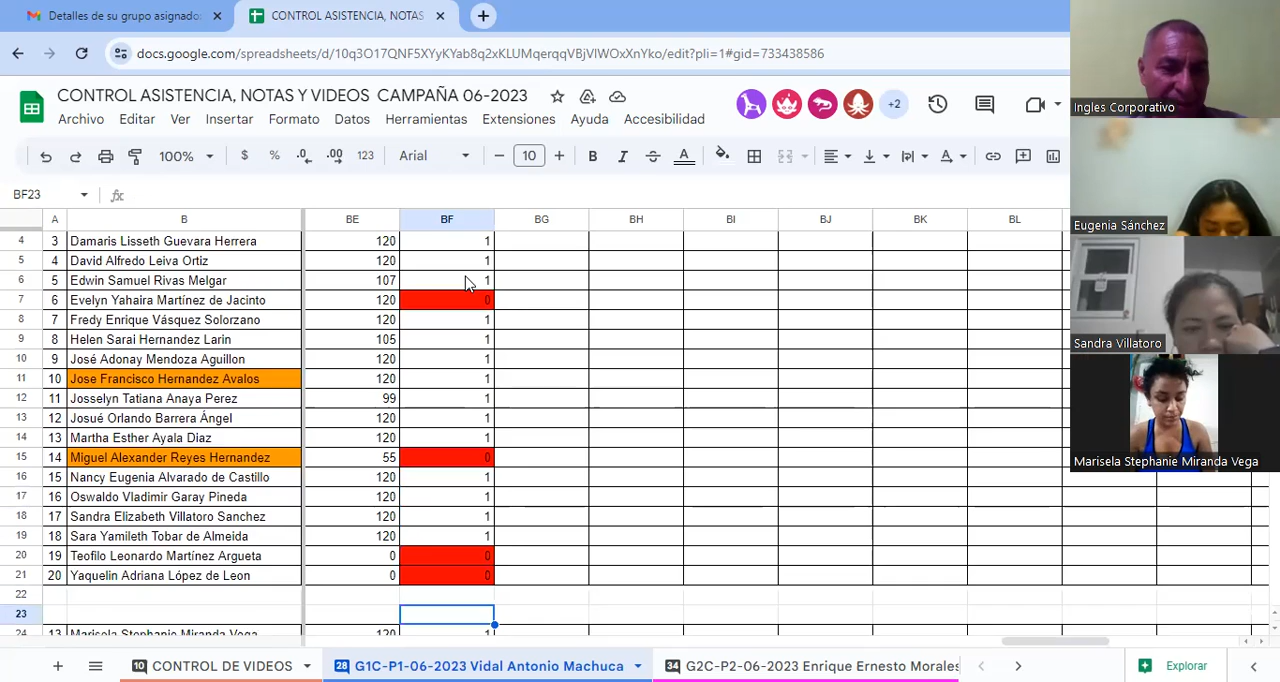 Detalles de su grupo asignado:
CONTROL ASISTENCIA, NOTAS
docs.google.com/spreadsheets/d/10q3O17QNF5XYyKYab8q2xKLUMqerqqVBjVIWOxXnYko/edit?pli=1#gid=733438586
CONTROL ASISTENCIA, NOTAS Y VIDEOS CAMPAÑA 06-2023
+2
Archivo Editar Ver Insertar Formato Datos Herramientas Extensiones Ayuda Accesibilidad
100% $ % .0 .00 123 Arial 10 B I A
BF23 fx
A B BE BF BG BH BI BJ BK BL
4 3 Damaris Lisseth Guevara Herrera 120 1
5 4 David Alfredo Leiva Ortiz 120 1
6 5 Edwin Samuel Rivas Melgar 107 1
7 6 Evelyn Yahaira Martínez de Jacinto 120 0
8 7 Fredy Enrique Vásquez Solorzano 120 1
9 8 Helen Sarai Hernandez Larin 105 1
10 9 José Adonay Mendoza Aguillon 120 1
11 10 Jose Francisco Hernandez Avalos 120 1
12 11 Josselyn Tatiana Anaya Perez 99 1
13 12 Josué Orlando Barrera Ángel 120
14 13 Martha Esther Ayala Diaz 120 1
15 14 Miguel Alexander Reyes Hernandez 55 0
16 15 Nancy Eugenia Alvarado de Castillo 120 1
17 16 Oswaldo Vladimir Garay Pineda 120 1
18 17 Sandra Elizabeth Villatoro Sanchez 120 1
19 18 Sara Yamileth Tobar de Almeida 120 1
20 19 Teofilo Leonardo Martínez Argueta 0 0
21 20 Yaquelin Adriana López de Leon 0 0
22
23
24 13 Marisela Stephanie Miranda Vega 120 1
10 CONTROL DE VIDEOS
28 G1C-P1-06-2023 Vidal Antonio Machuca
34 G2C-P2-06-2023 Enrique Ernesto Morales
Explorar
Ingles Corporativo
Eugenia Sánchez
Sandra Villatoro
Marisela Stephanie Miranda Vega